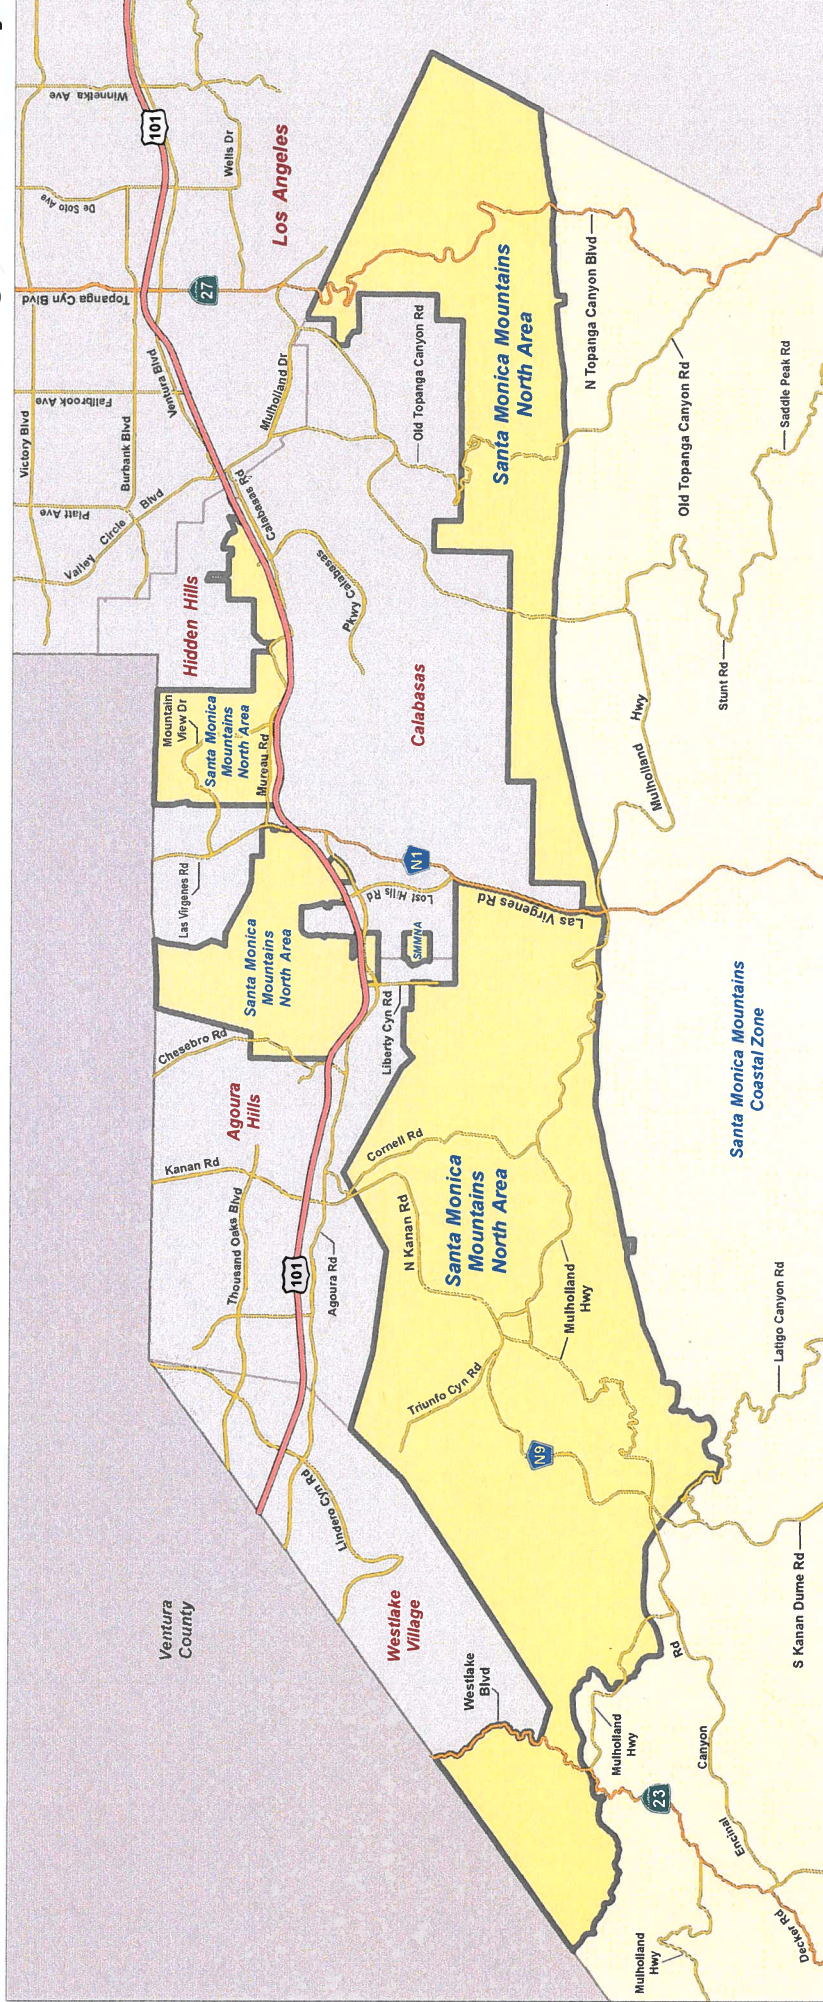 Ventura
County
Westlake
Village
Westlake
Blvd
Mulholland
Hwy
Decker Rd
23
Encinal
Canyon
Rd
Mulholland
Hwy
S Kanan Dume Rd
Latigo Canyon Rd
Lindero Cyn Rd
101
Thousand Oaks Blvd
Kanan Rd
Agoura
Hills
Agoura Rd
Chesebro Rd
Cornell Rd
N Kanan Rd
Triunfo Cyn Rd
N9
Mulholland
Hwy
Santa Monica
Mountains
North Area
Santa Monica Mountains
Coastal Zone
Liberty Cyn Rd
SMMNA
Lost Hills Rd
Las Virgenes Rd
N1
Santa Monica
Mountains
North Area
Las Virgenes Rd
Mountain
View Dr
Santa Monica
Mountains
North Area
Mureau Rd
Hidden Hills
Calabasas
Pkwy Calabasas
Calabasas Rd
Mulholland
Hwy
Stunt Rd
Saddle Peak Rd
Old Topanga Canyon Rd
N Topanga Canyon Blvd
Santa Monica Mountains
North Area
Old Topanga Canyon Rd
Mulholland Dr
Valley
Circle
Blvd
Platt Ave
Victory Blvd
Burbank Blvd
Ventura Blvd
Fallbrook Ave
Topanga Cyn Blvd
27
Los Angeles
De Soto Ave
Wells Dr
101
Winnetka Ave